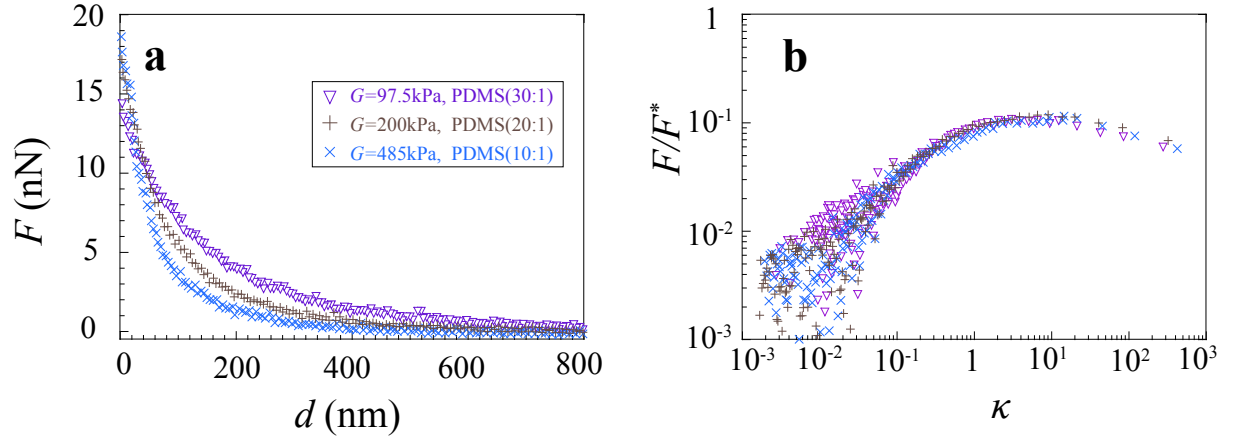 a
20
15
10
5
0
F (nN)
G=97.5kPa, PDMS(30:1)
G=200kPa, PDMS(20:1)
G=485kPa, PDMS(10:1)
0 200 400 600 800
d (nm)
b
1
10⁻¹
10⁻²
10⁻³
F/F*
10⁻³ 10⁻² 10⁻¹ 1 10¹ 10² 10³
κ